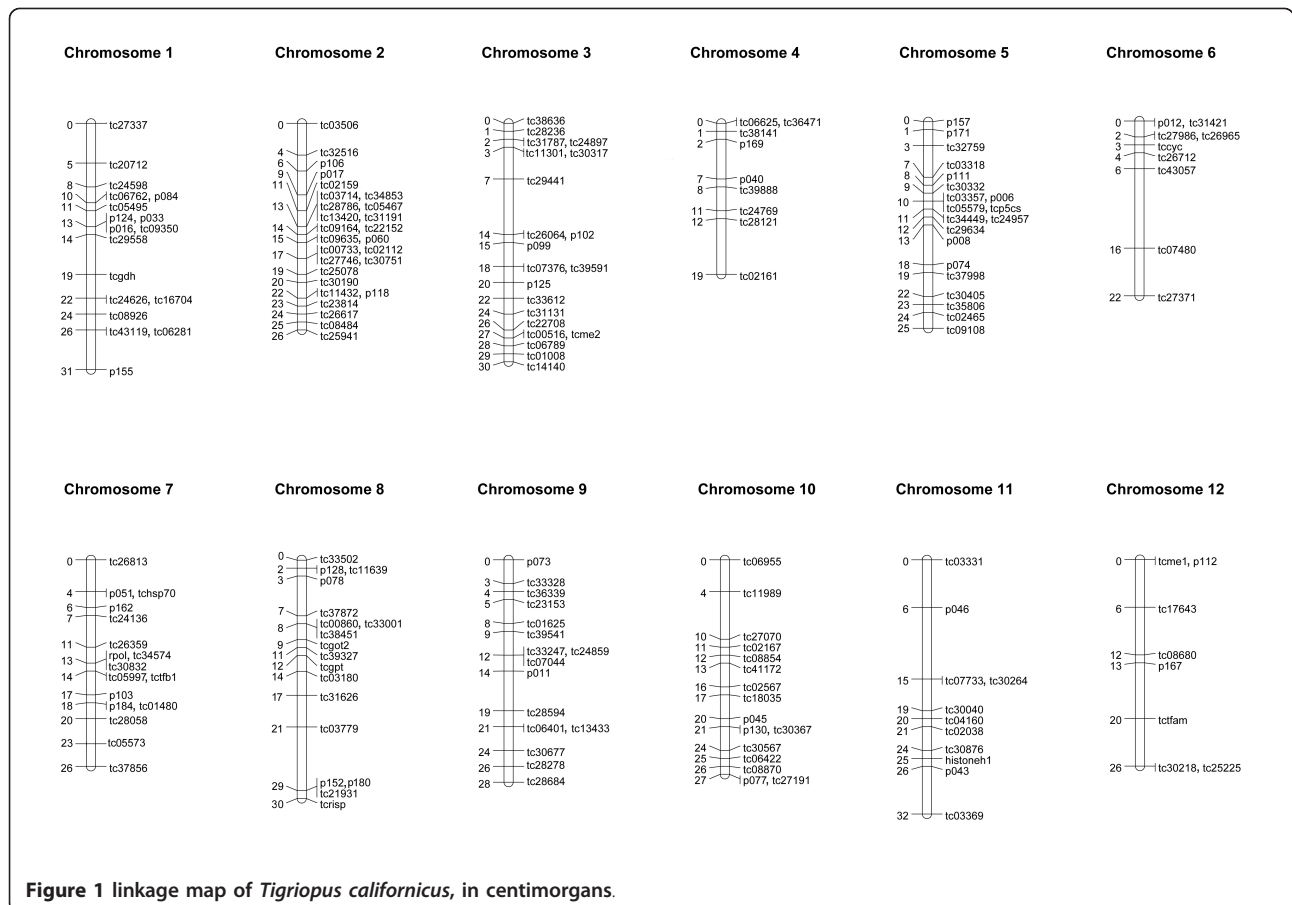 Chromosome 1
0 tc27337
5 tc20712
8 tc24598
10 tc06762, p084
11 tc05495
13 p124, p033
p016, tc09350
14 tc29558
19 tcgdh
22 tc24626, tc16704
24 tc08926
26 tc43119, tc06281
31 p155
Chromosome 2
0 tc03506
4 tc32516
6 p106
9 p017
11 tc02159
13 tc03714, tc34853
tc28786, tc05467
tc13420, tc31191
14 tc09164, tc22152
15 tc09635, p060
17 tc00733, tc02112
tc27746, tc30751
19 tc25078
20 tc30190
22 tc11432, p118
23 tc23814
24 tc26617
25 tc08484
26 tc25941
Chromosome 3
0 tc38636
1 tc28236
2 tc31787, tc24897
3 tc11301, tc30317
7 tc29441
14 tc26064, p102
15 p099
18 tc07376, tc39591
20 p125
22 tc33612
24 tc31131
26 tc22708
27 tc00516, tcme2
28 tc06789
29 tc01008
30 tc14140
Chromosome 4
0 tc06625, tc36471
1 tc38141
2 p169
7 p040
8 tc39888
11 tc24769
12 tc28121
19 tc02161
Chromosome 5
0 p157
1 p171
3 tc32759
7 tc03318
8 p111
9 tc30332
10 tc03357, p006
tc05579, tcp5cs
11 tc34449, tc24957
12 tc29634
13 p008
18 p074
19 tc37998
22 tc30405
23 tc35806
24 tc02465
25 tc09108
Chromosome 6
0 p012, tc31421
2 tc27986, tc26965
3 tccyc
4 tc26712
6 tc43057
16 tc07480
22 tc27371
Chromosome 7
0 tc26813
4 p051, tchsp70
6 p162
7 tc24136
11 tc26359
13 rpol, tc34574
tc30832
14 tc05997, tctfb1
17 p103
18 p184, tc01480
20 tc28058
23 tc05573
26 tc37856
Chromosome 8
0 tc33502
2 p128, tc11639
3 p078
7 tc37872
8 tc00860, tc33001
tc38451
9 tcgot2
11 tc39327
12 tcgpt
14 tc03180
17 tc31626
21 tc03779
29 p152,p180
tc21931
30 tcrisp
Chromosome 9
0 p073
3 tc33328
4 tc36339
5 tc23153
8 tc01625
9 tc39541
12 tc33247, tc24859
tc07044
14 p011
19 tc28594
21 tc06401, tc13433
24 tc30677
26 tc28278
28 tc28684
Chromosome 10
0 tc06955
4 tc11989
10 tc27070
11 tc02167
12 tc08854
13 tc41172
16 tc02567
17 tc18035
20 p045
21 p130, tc30367
24 tc30567
25 tc06422
26 tc08870
27 p077, tc27191
Chromosome 11
0 tc03331
6 p046
15 tc07733, tc30264
19 tc30040
20 tc04160
21 tc02038
24 tc30876
25 histoneh1
26 p043
32 tc03369
Chromosome 12
0 tcme1, p112
6 tc17643
12 tc08680
13 p167
20 tctfam
26 tc30218, tc25225
Figure 1 linkage map of Tigriopus californicus, in centimorgans.